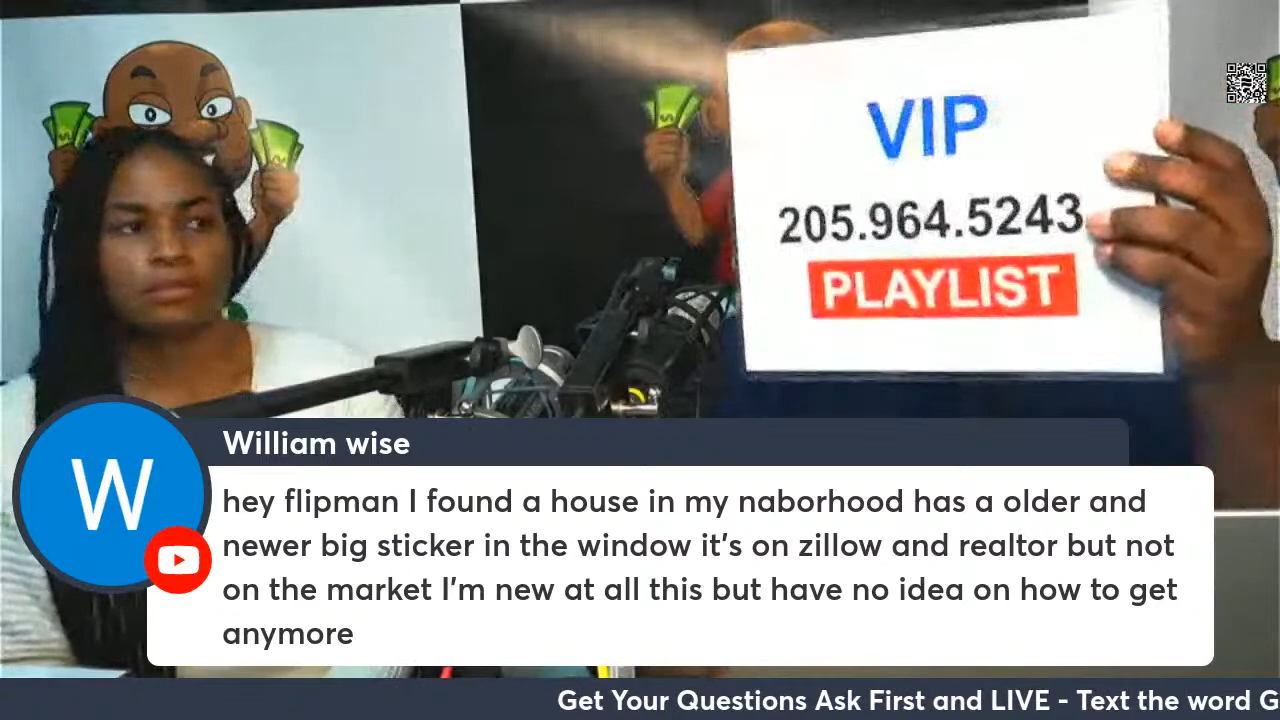 VIP
205.964.5243
PLAYLIST
W
William wise
hey flipman I found a house in my naborhood has a older and
newer big sticker in the window it's on zillow and realtor but not
on the market I'm new at all this but have no idea on how to get
anymore
Get Your Questions Ask First and LIVE - Text the word G